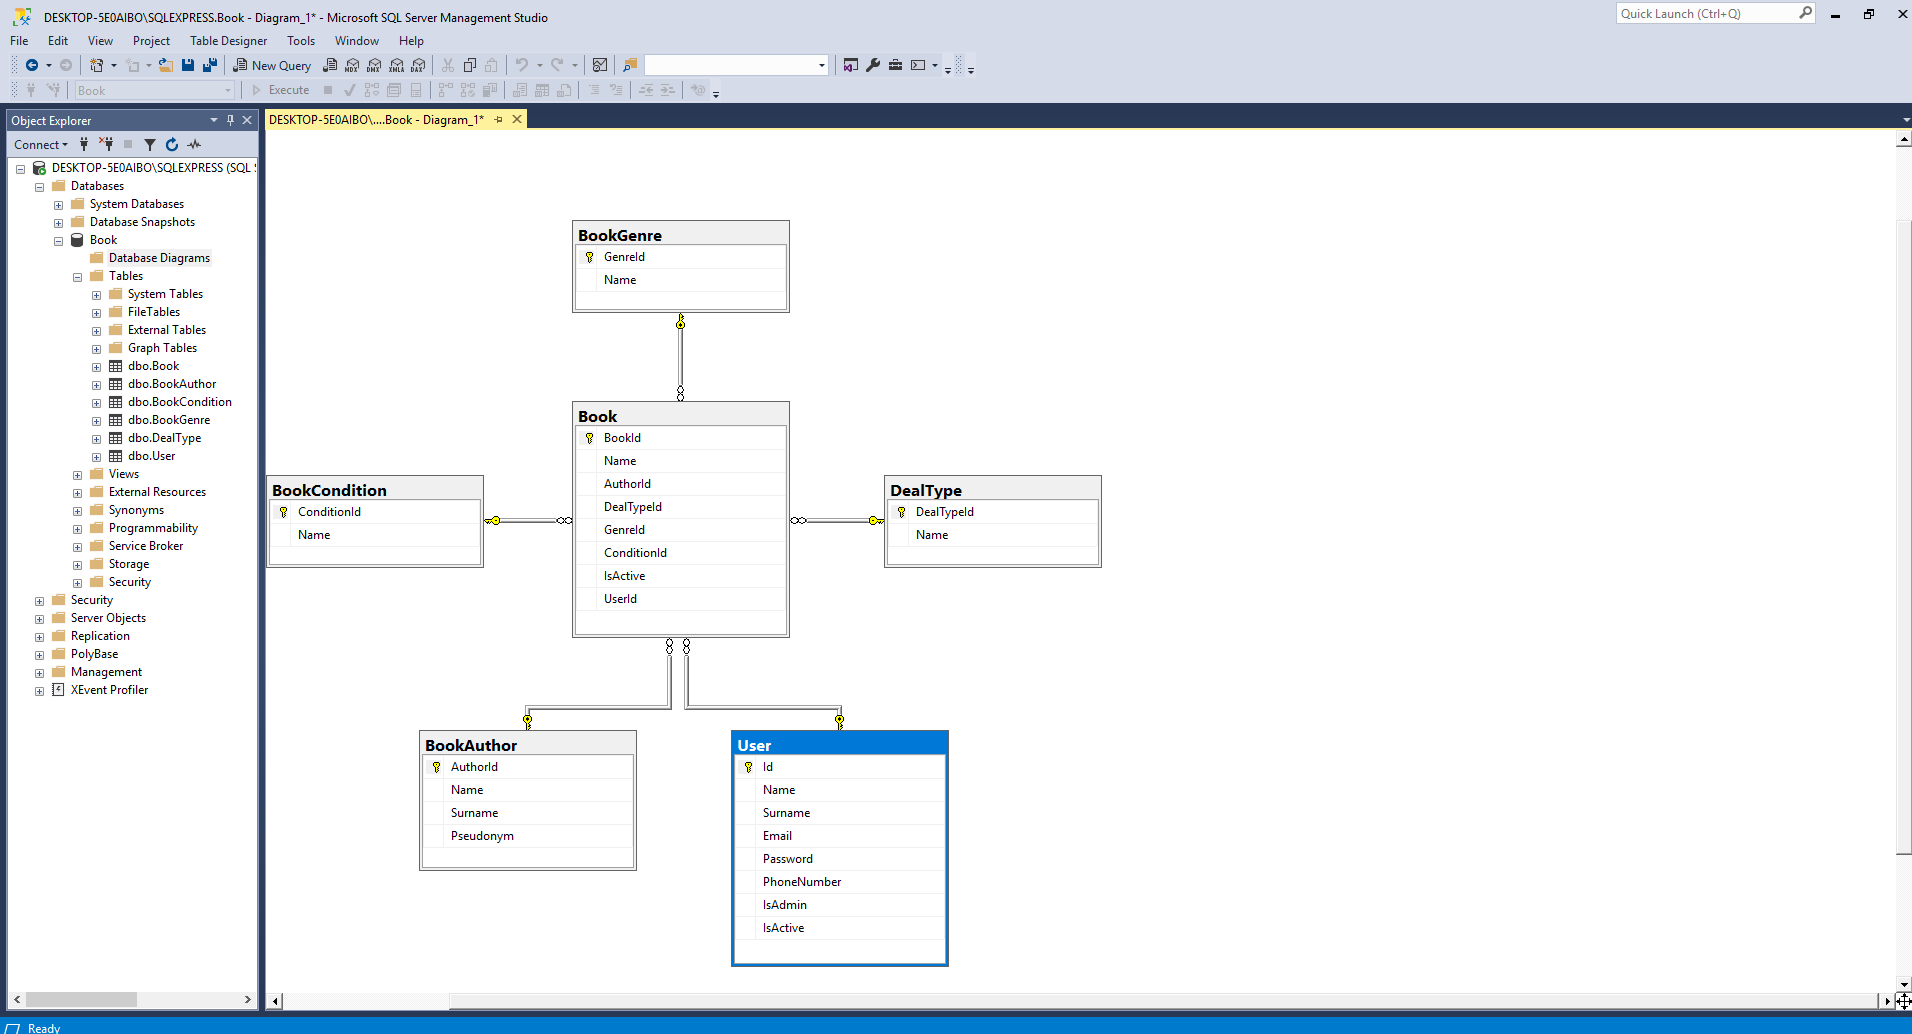 DESKTOP-5E0AIBO\SQLEXPRESS.Book - Diagram_1* - Microsoft SQL Server Management Studio
Quick Launch (Ctrl+Q)
File Edit View Project Table Designer Tools Window Help
New Query MDX DMX XMLA DAX
Book Execute
Object Explorer
DESKTOP-5E0AIBO\....Book - Diagram_1*
Connect
DESKTOP-5E0AIBO\SQLEXPRESS (SQL S
Databases
System Databases
Database Snapshots
Book
Database Diagrams
Tables
System Tables
FileTables
External Tables
Graph Tables
dbo.Book
dbo.BookAuthor
dbo.BookCondition
dbo.BookGenre
dbo.DealType
dbo.User
Views
External Resources
Synonyms
Programmability
Service Broker
Storage
Security
Security
Server Objects
Replication
PolyBase
Management
XEvent Profiler
BookGenre
GenreId
Name
Book
BookId
Name
AuthorId
DealTypeId
GenreId
ConditionId
IsActive
UserId
BookCondition
ConditionId
Name
DealType
DealTypeId
Name
BookAuthor
AuthorId
Name
Surname
Pseudonym
User
Id
Name
Surname
Email
Password
PhoneNumber
IsAdmin
IsActive
Ready